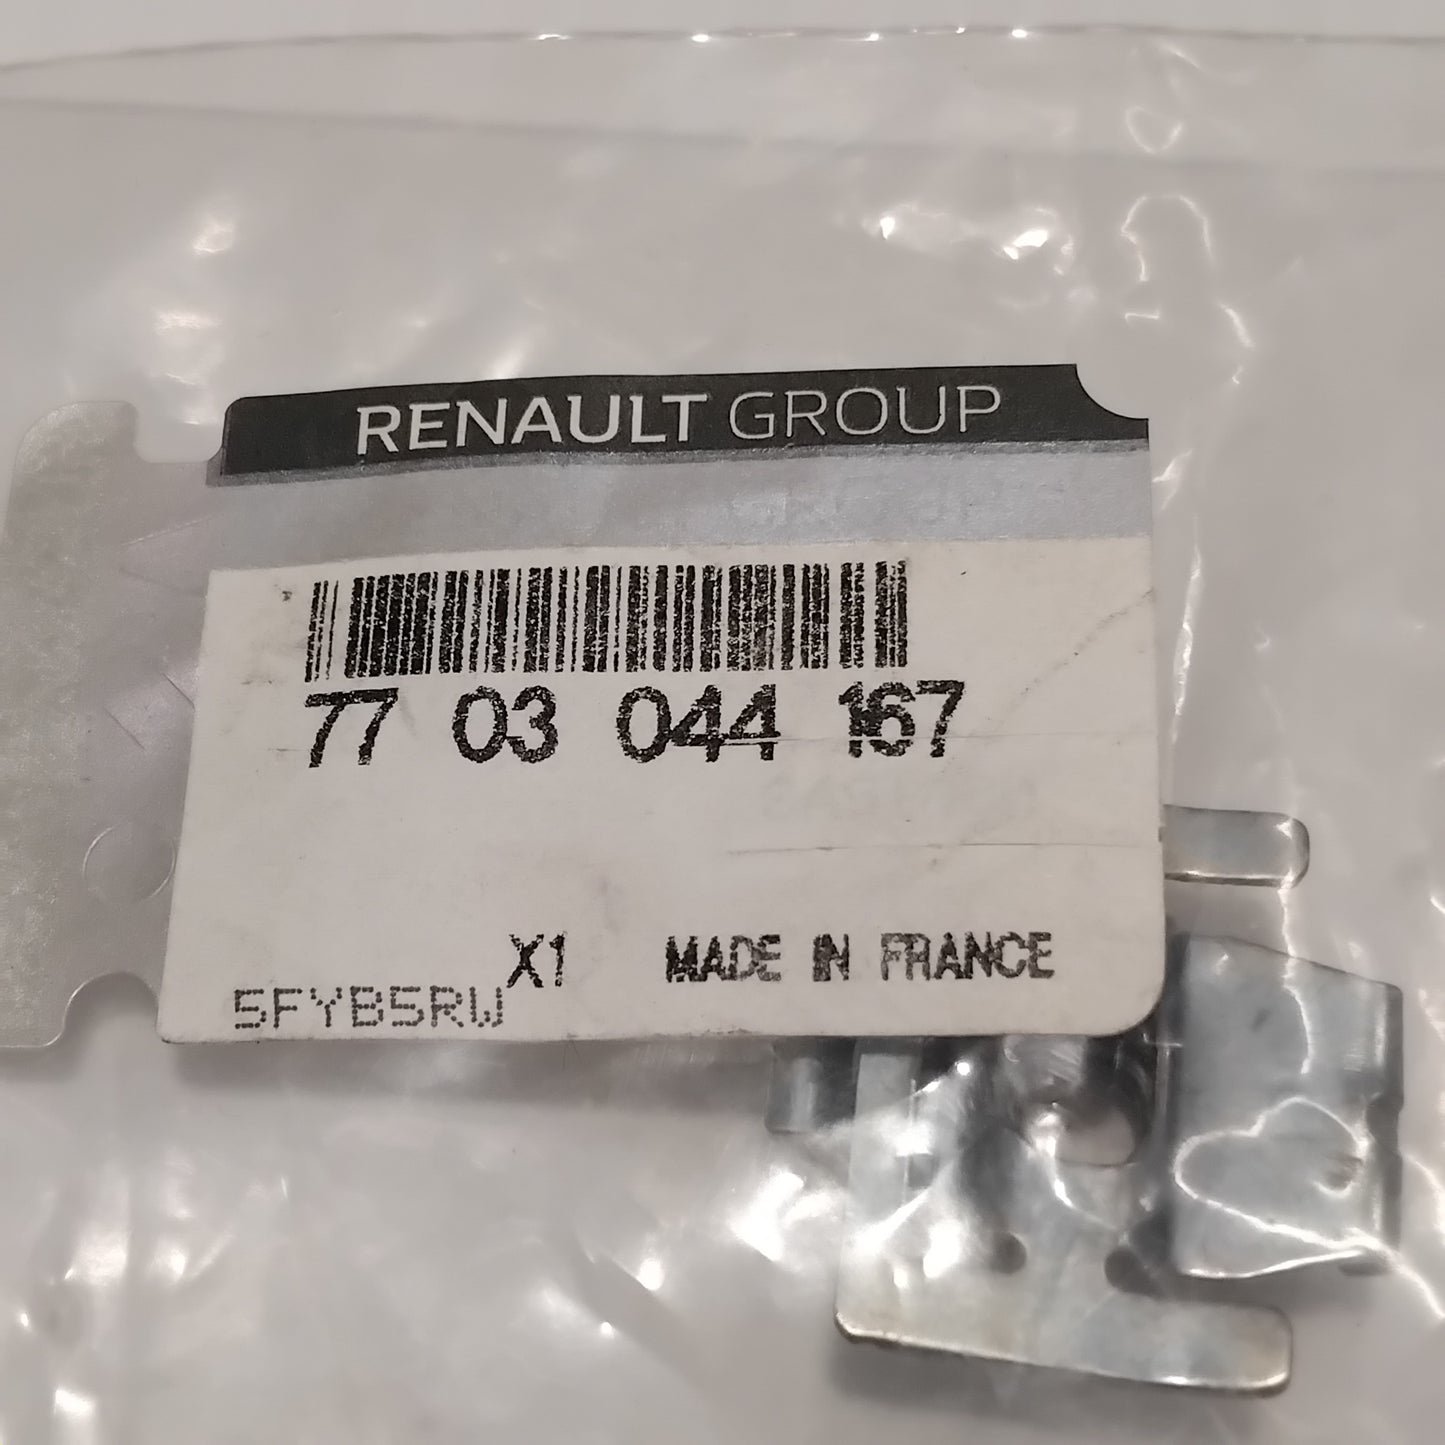 RENAULT GROUP
77 03 044 167
X1 MADE IN FRANCE
5FYB5RW